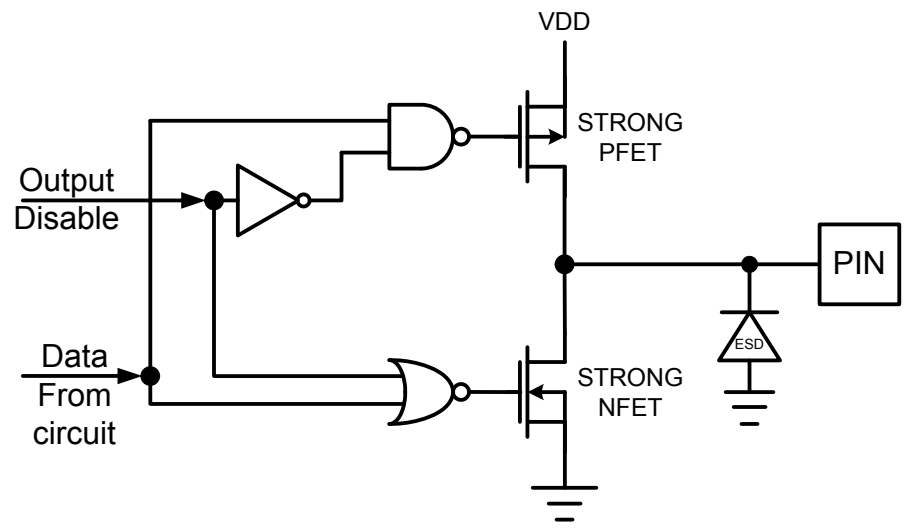 VDD
STRONG
PFET
Output
Disable
PIN
ESD
Data
From
circuit
STRONG
NFET